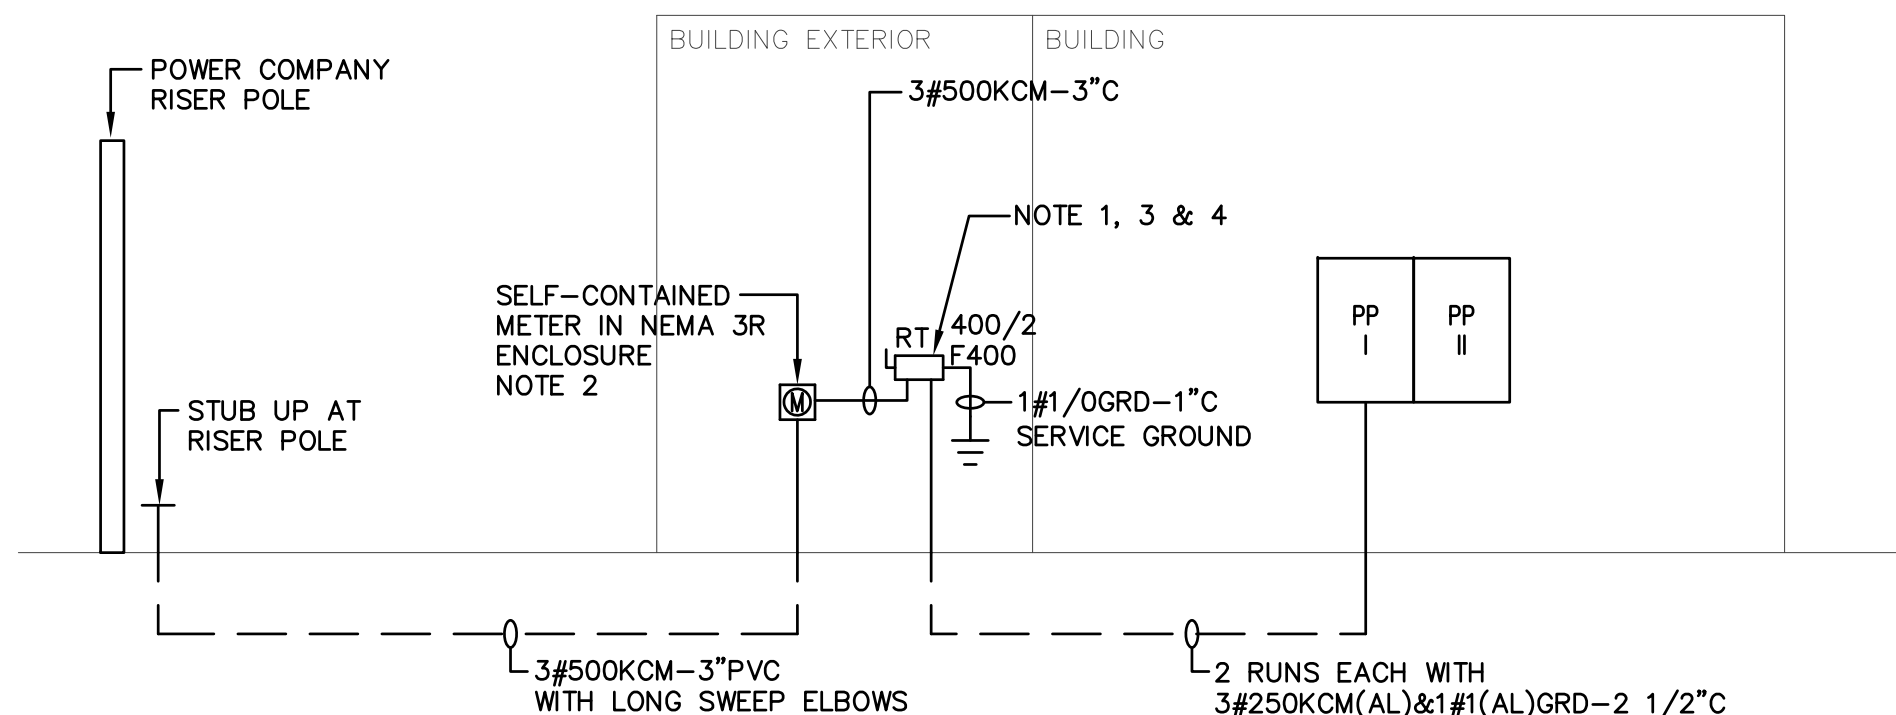 BUILDING EXTERIOR
BUILDING
POWER COMPANY
RISER POLE
3#500KCM-3"C
NOTE 1, 3 & 4
SELF-CONTAINED
METER IN NEMA 3R
ENCLOSURE
NOTE 2
RT
400/2
F400
M
PP
I
PP
II
STUB UP AT
RISER POLE
1#1/0GRD-1"C
SERVICE GROUND
3#500KCM-3"PVC
WITH LONG SWEEP ELBOWS
2 RUNS EACH WITH
3#250KCM(AL)&1#1(AL)GRD-2 1/2"C